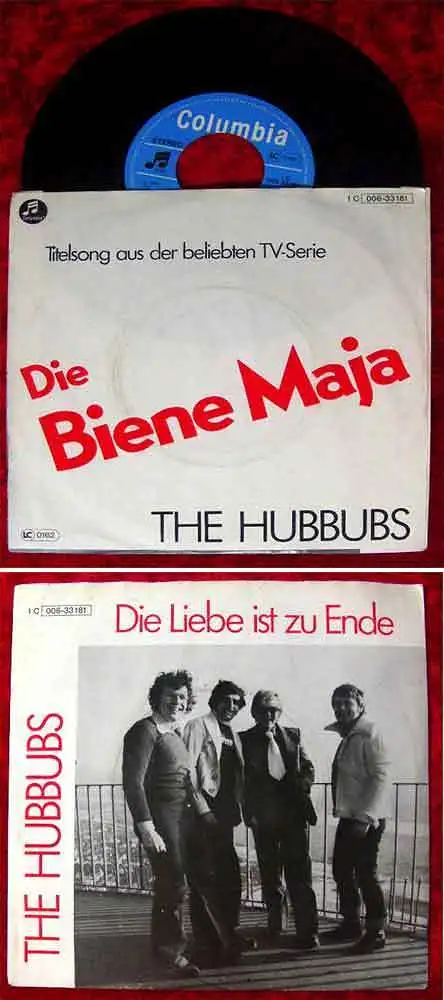 Columbia
STEREO
LC
1 C 006-33181
Titelsong aus der beliebten TV-Serie
Die
Biene Maja
LC 0162
THE HUBBUBS
1 C 006-33181
Die Liebe ist zu Ende
THE HUBBUBS